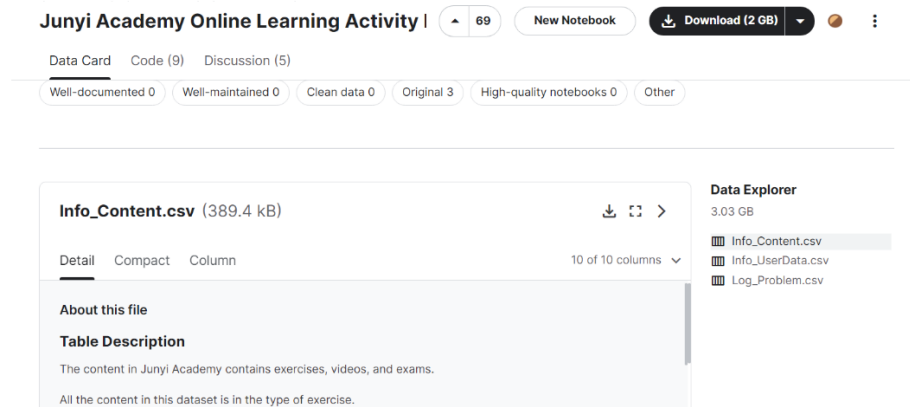 Junyi Academy Online Learning Activity
69
New Notebook
Download (2 GB)
Data Card Code (9) Discussion (5)
Well-documented 0 Well-maintained 0 Clean data 0 Original 3 High-quality notebooks 0 Other
Info_Content.csv (389.4 kB)
Data Explorer
3.03 GB
Info_Content.csv
Info_UserData.csv
Log_Problem.csv
Detail Compact Column 10 of 10 columns
About this file
Table Description
The content in Junyi Academy contains exercises, videos, and exams.
All the content in this dataset is in the type of exercise.